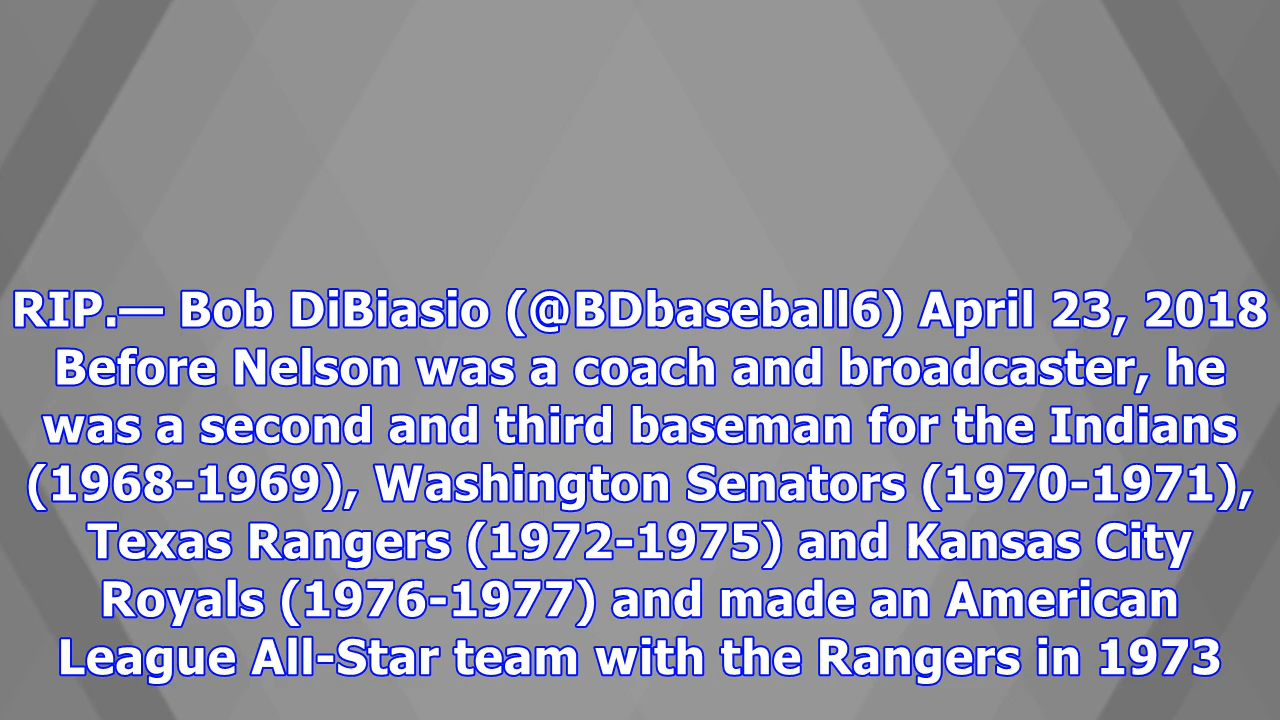 RIP.— Bob DiBiasio (@BDbaseball6) April 23, 2018
Before Nelson was a coach and broadcaster, he
was a second and third baseman for the Indians
(1968-1969), Washington Senators (1970-1971),
Texas Rangers (1972-1975) and Kansas City
Royals (1976-1977) and made an American
League All-Star team with the Rangers in 1973